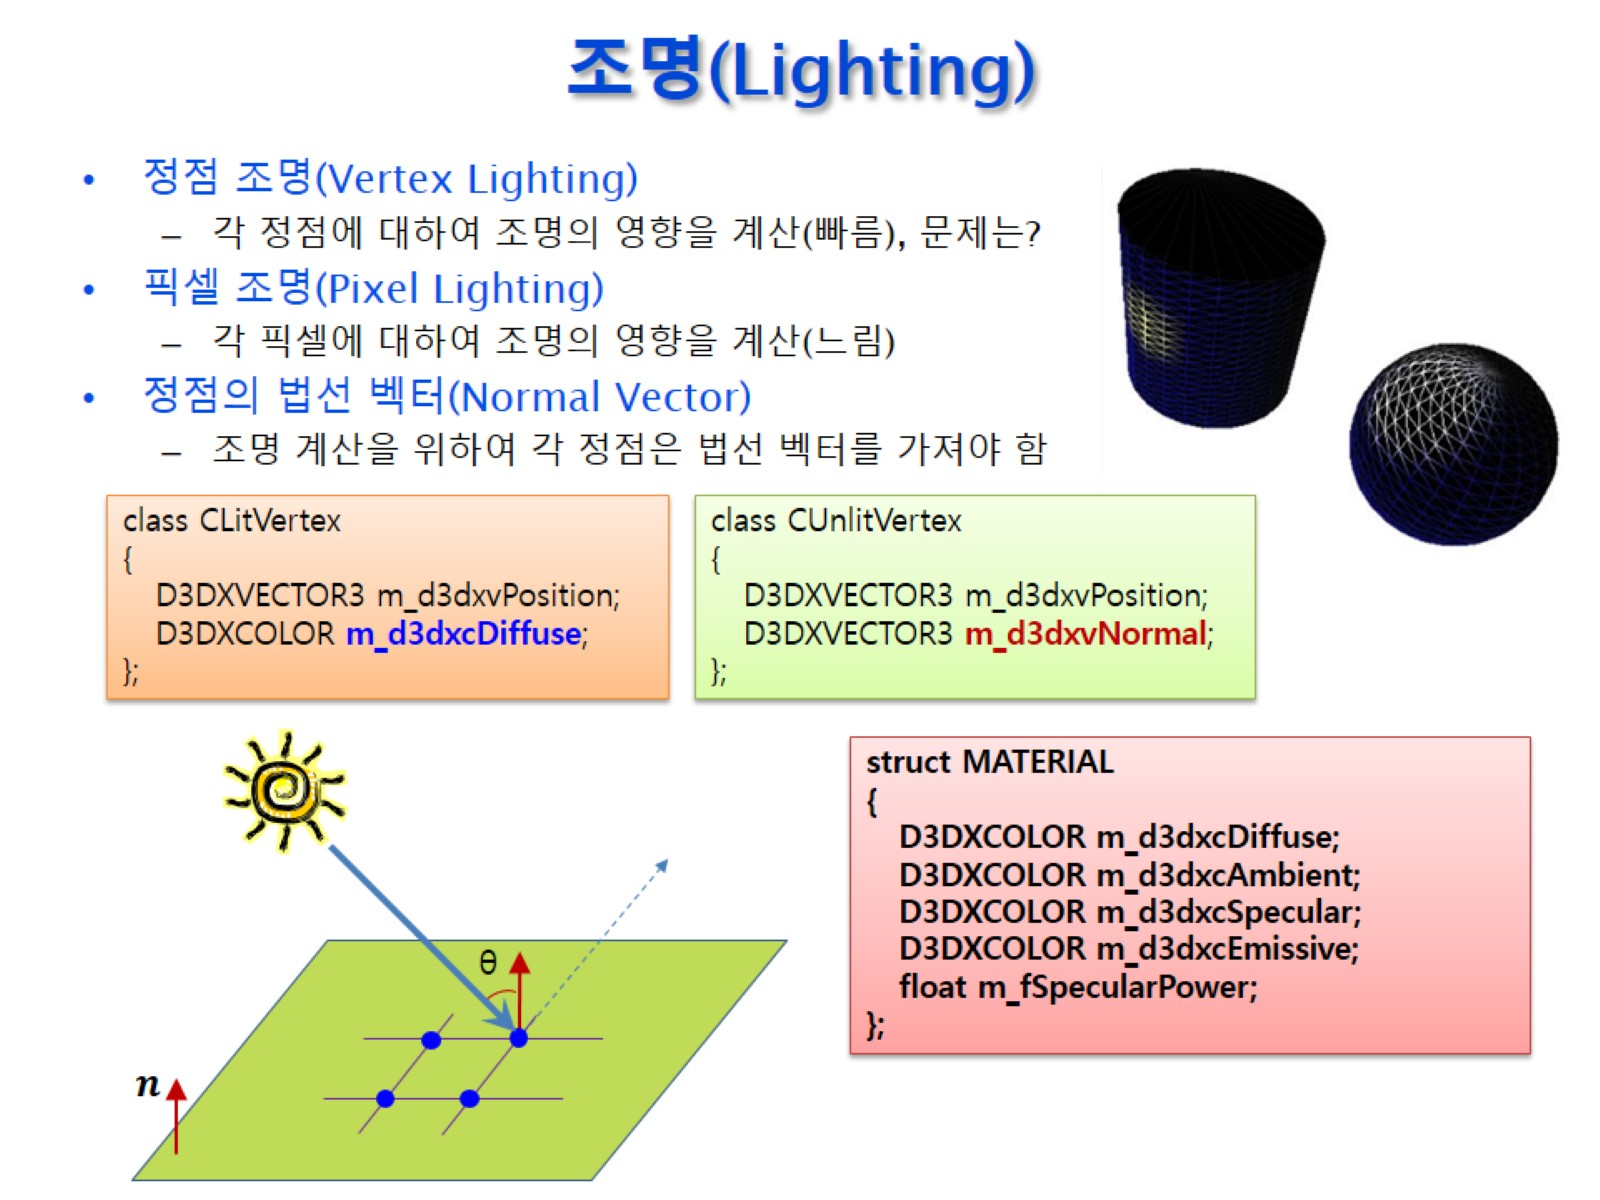 조명(Lighting)
• 정점 조명(Vertex Lighting)
– 각 정점에 대하여 조명의 영향을 계산(빠름), 문제는?
• 픽셀 조명(Pixel Lighting)
– 각 픽셀에 대하여 조명의 영향을 계산(느림)
• 정점의 법선 벡터(Normal Vector)
– 조명 계산을 위하여 각 정점은 법선 벡터를 가져야 함
class CLitVertex
{
D3DXVECTOR3 m_d3dxvPosition;
D3DXCOLOR m_d3dxcDiffuse;
};
class CUnlitVertex
{
D3DXVECTOR3 m_d3dxvPosition;
D3DXVECTOR3 m_d3dxvNormal;
};
struct MATERIAL
{
D3DXCOLOR m_d3dxcDiffuse;
D3DXCOLOR m_d3dxcAmbient;
D3DXCOLOR m_d3dxcSpecular;
D3DXCOLOR m_d3dxcEmissive;
float m_fSpecularPower;
};
θ
n